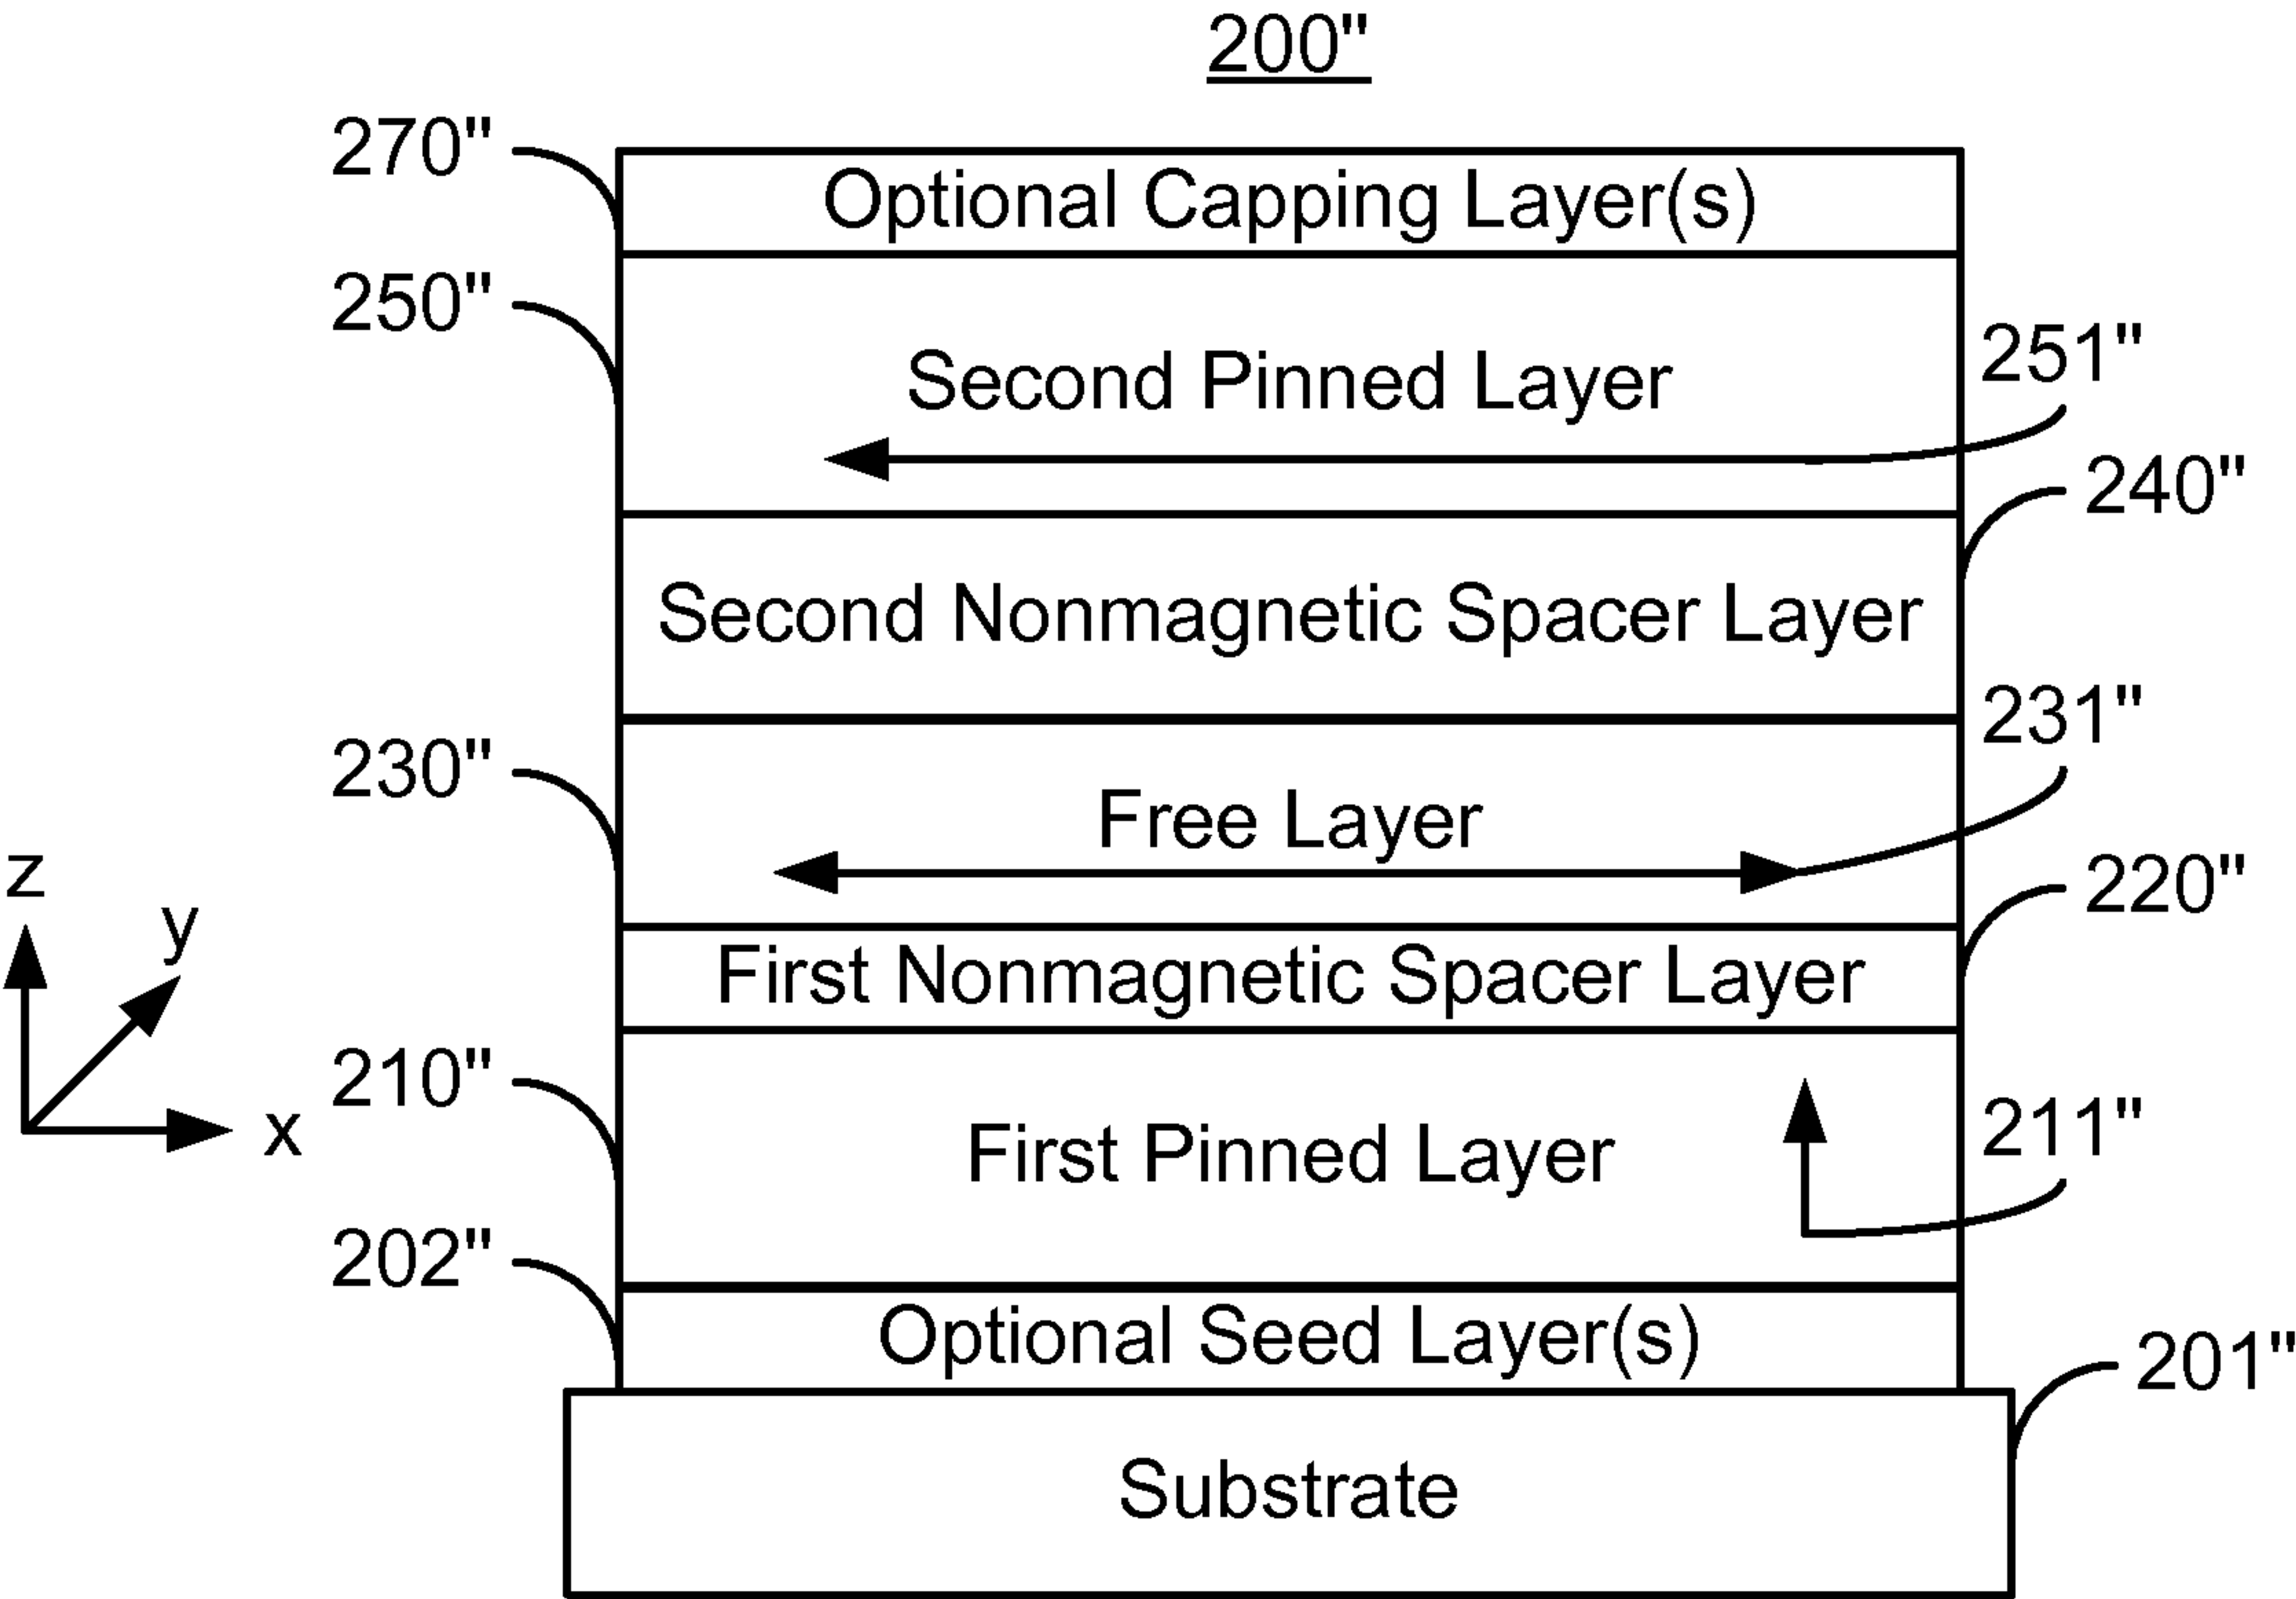 200"
270"
Optional Capping Layer(s)
250"
Second Pinned Layer
251"
240"
Second Nonmagnetic Spacer Layer
231"
230"
Free Layer
z
y
220"
First Nonmagnetic Spacer Layer
210"
x
First Pinned Layer
211"
202"
Optional Seed Layer(s)
201"
Substrate